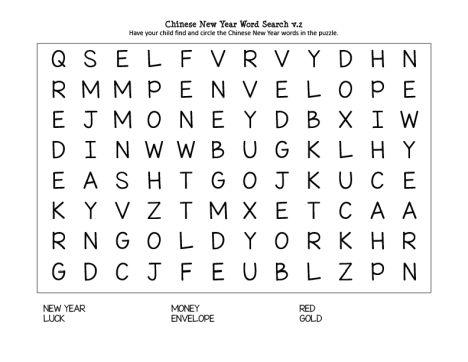 Chinese New Year Word Search v.2
Have your child find and circle the Chinese New Year words in the puzzle.
Q S E L F V R V Y D H N
R M M P E N V E L O P E
E J M O N E Y D B X I W
D I N W W B U G K L H Y
E A S H T G O J K U C E
K Y V Z T M X E T C A A
R N G O L D Y O R K H R
G D C J F E U B L Z P N
NEW YEAR MONEY RED
LUCK ENVELOPE GOLD